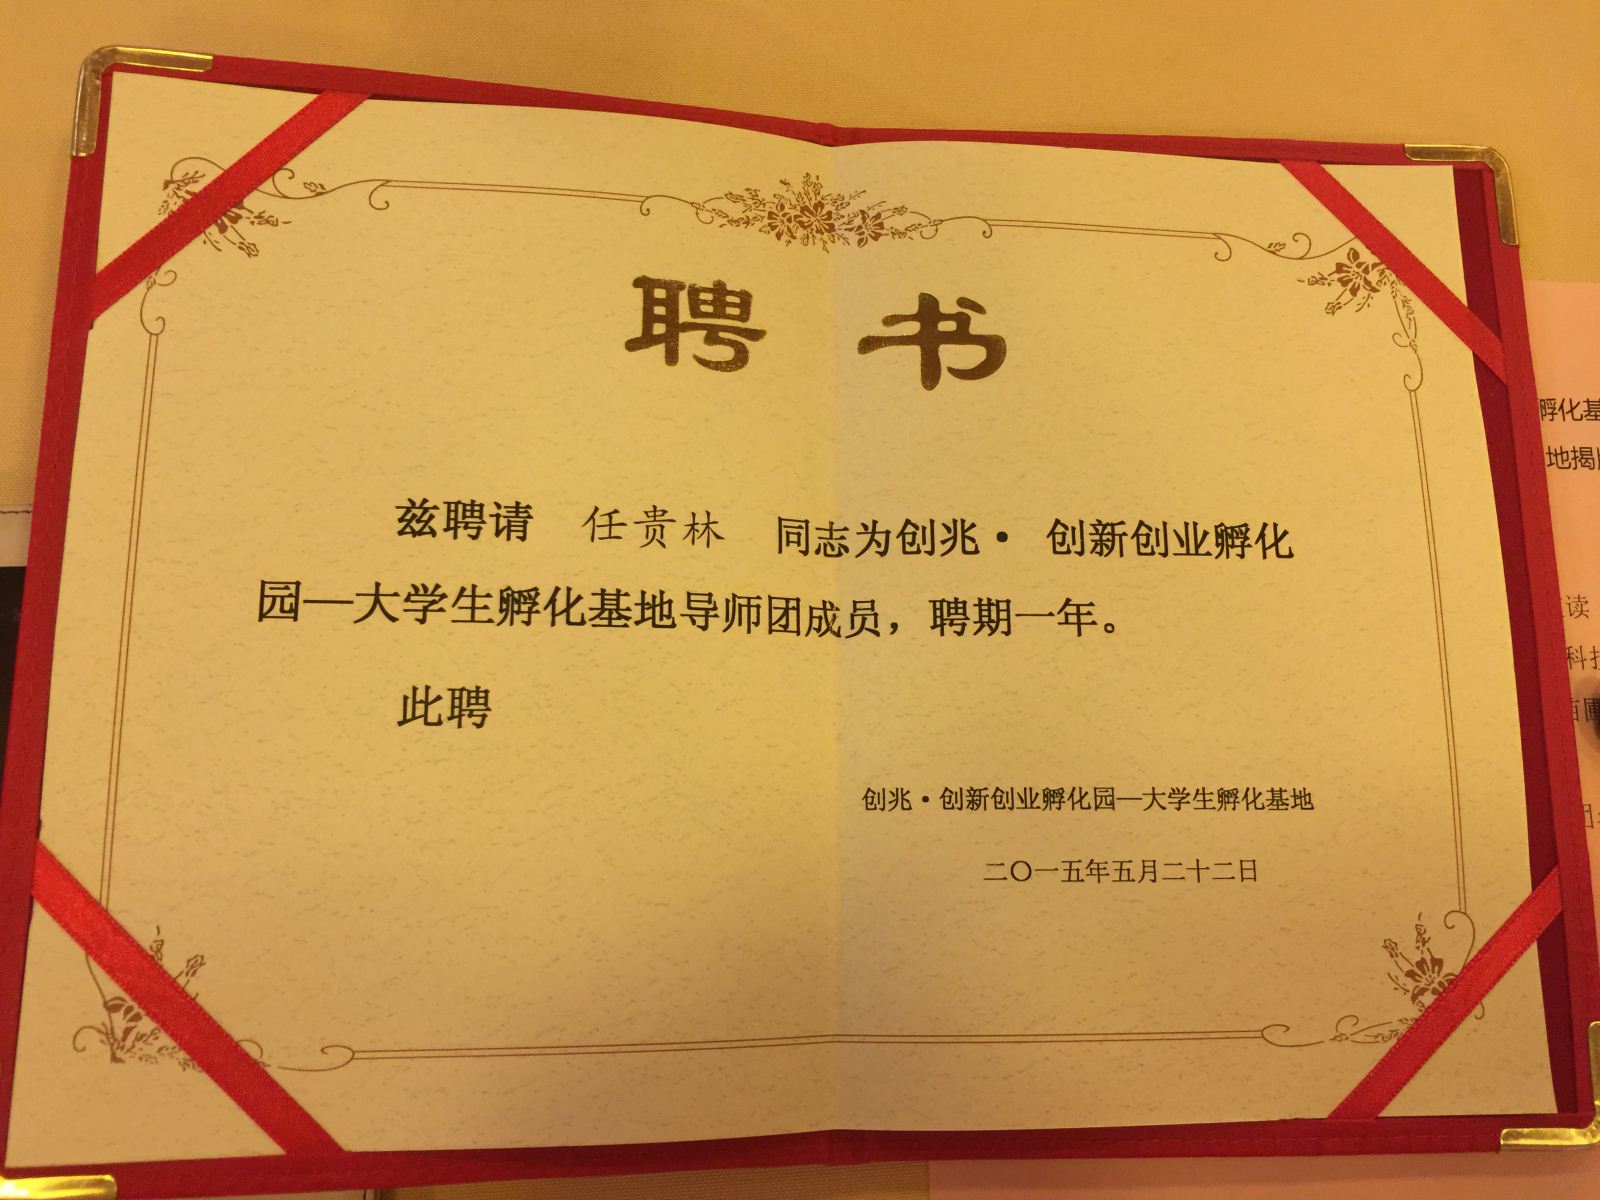 聘书
兹聘请 任贵林 同志为创兆· 创新创业孵化
园—大学生孵化基地导师团成员，聘期一年。
此聘
创兆·创新创业孵化园—大学生孵化基地
二〇一五年五月二十二日
孵化基
地揭
读
科技